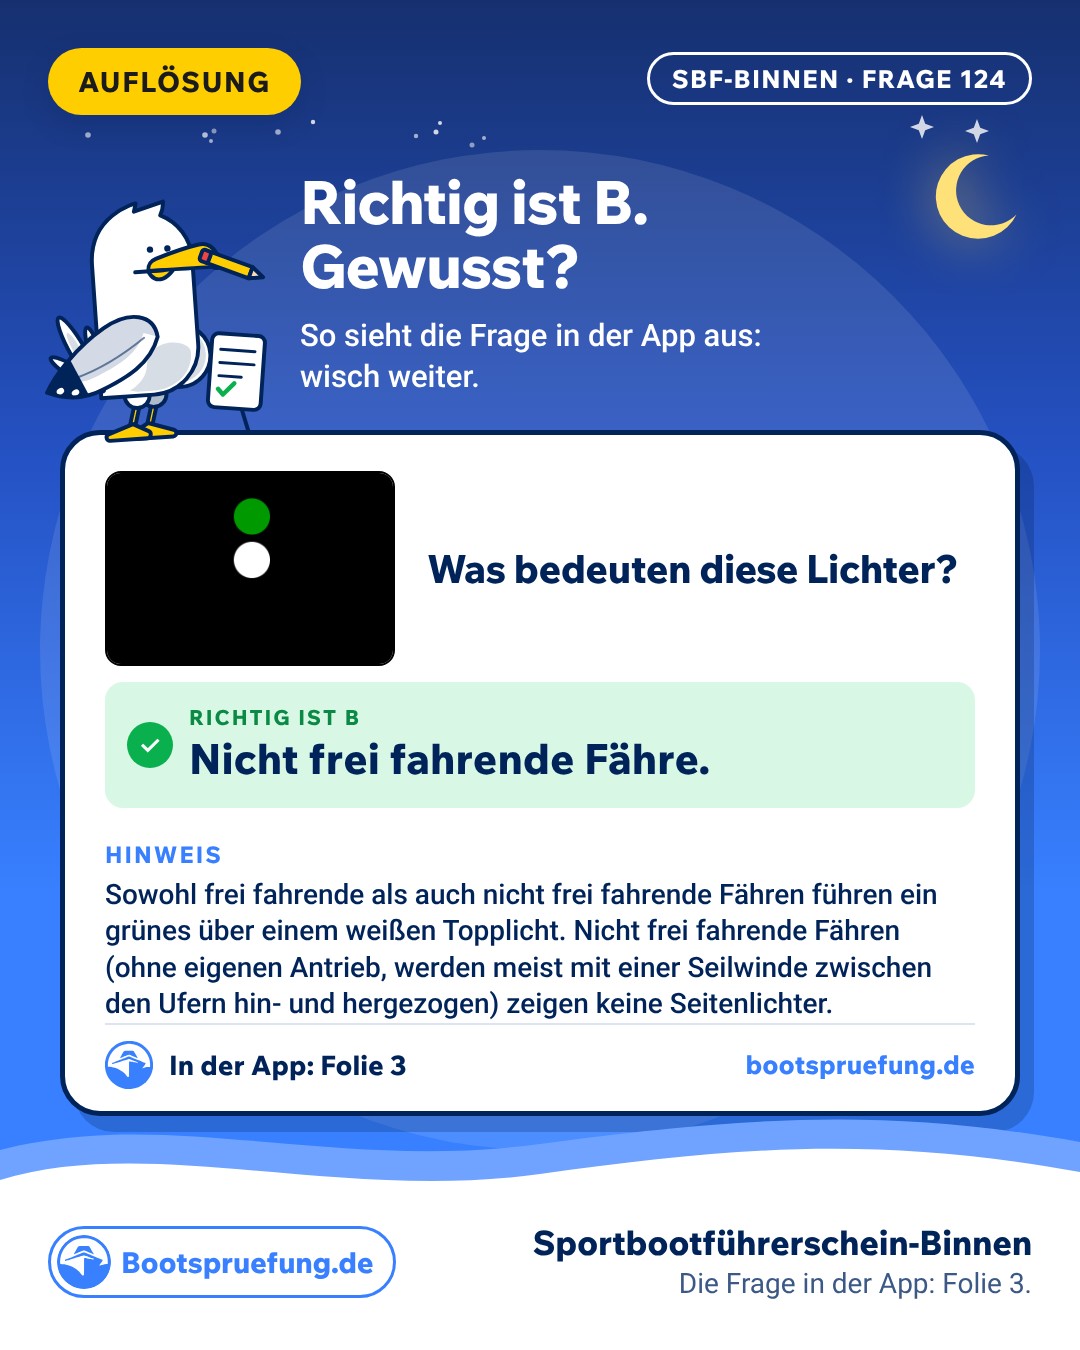 AUFLÖSUNG
SBF-BINNEN · FRAGE 124
Richtig ist B.
Gewusst?
So sieht die Frage in der App aus:
wisch weiter.
Was bedeuten diese Lichter?
RICHTIG IST B
Nicht frei fahrende Fähre.
HINWEIS
Sowohl frei fahrende als auch nicht frei fahrende Fähren führen ein
grünes über einem weißen Topplicht. Nicht frei fahrende Fähren
(ohne eigenen Antrieb, werden meist mit einer Seilwinde zwischen
den Ufern hin- und hergezogen) zeigen keine Seitenlichter.
In der App: Folie 3
bootspruefung.de
Bootspruefung.de
Sportbootführerschein-Binnen
Die Frage in der App: Folie 3.